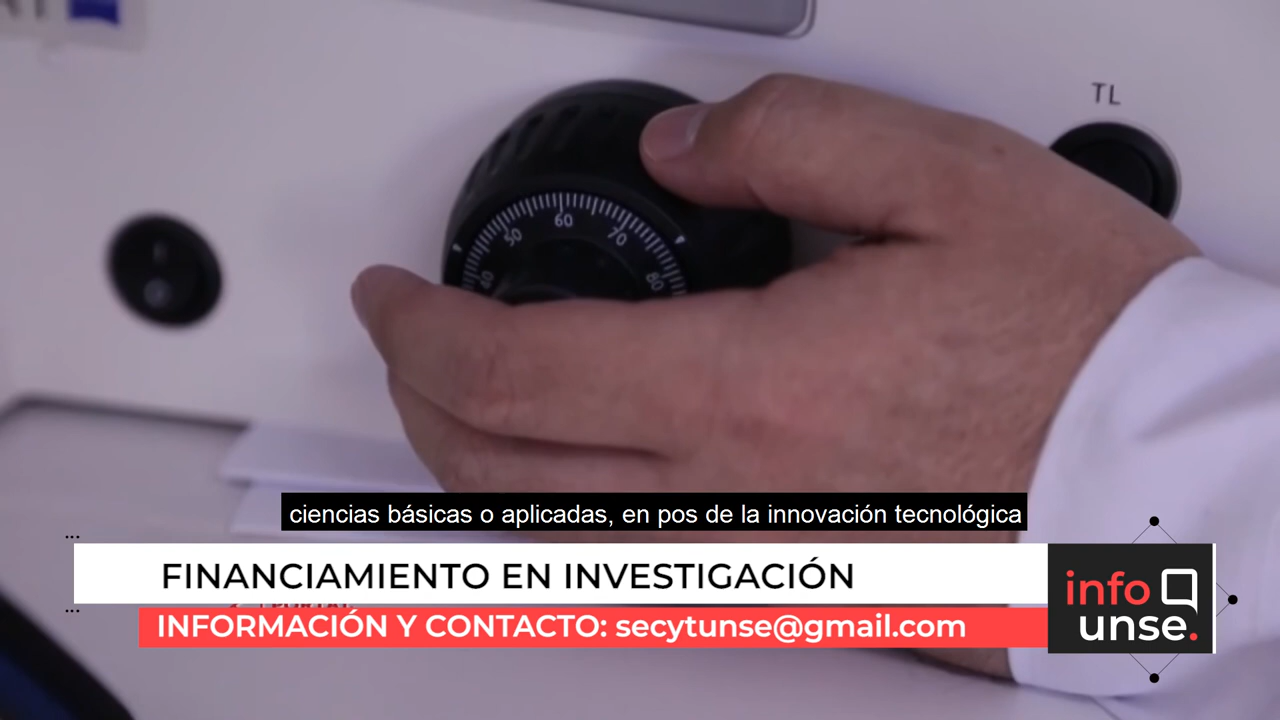 TL
60
50
70
40
80
ciencias básicas o aplicadas, en pos de la innovación tecnológica
FINANCIAMIENTO EN INVESTIGACIÓN
INFORMACIÓN Y CONTACTO: secytunse@gmail.com
info
unse.